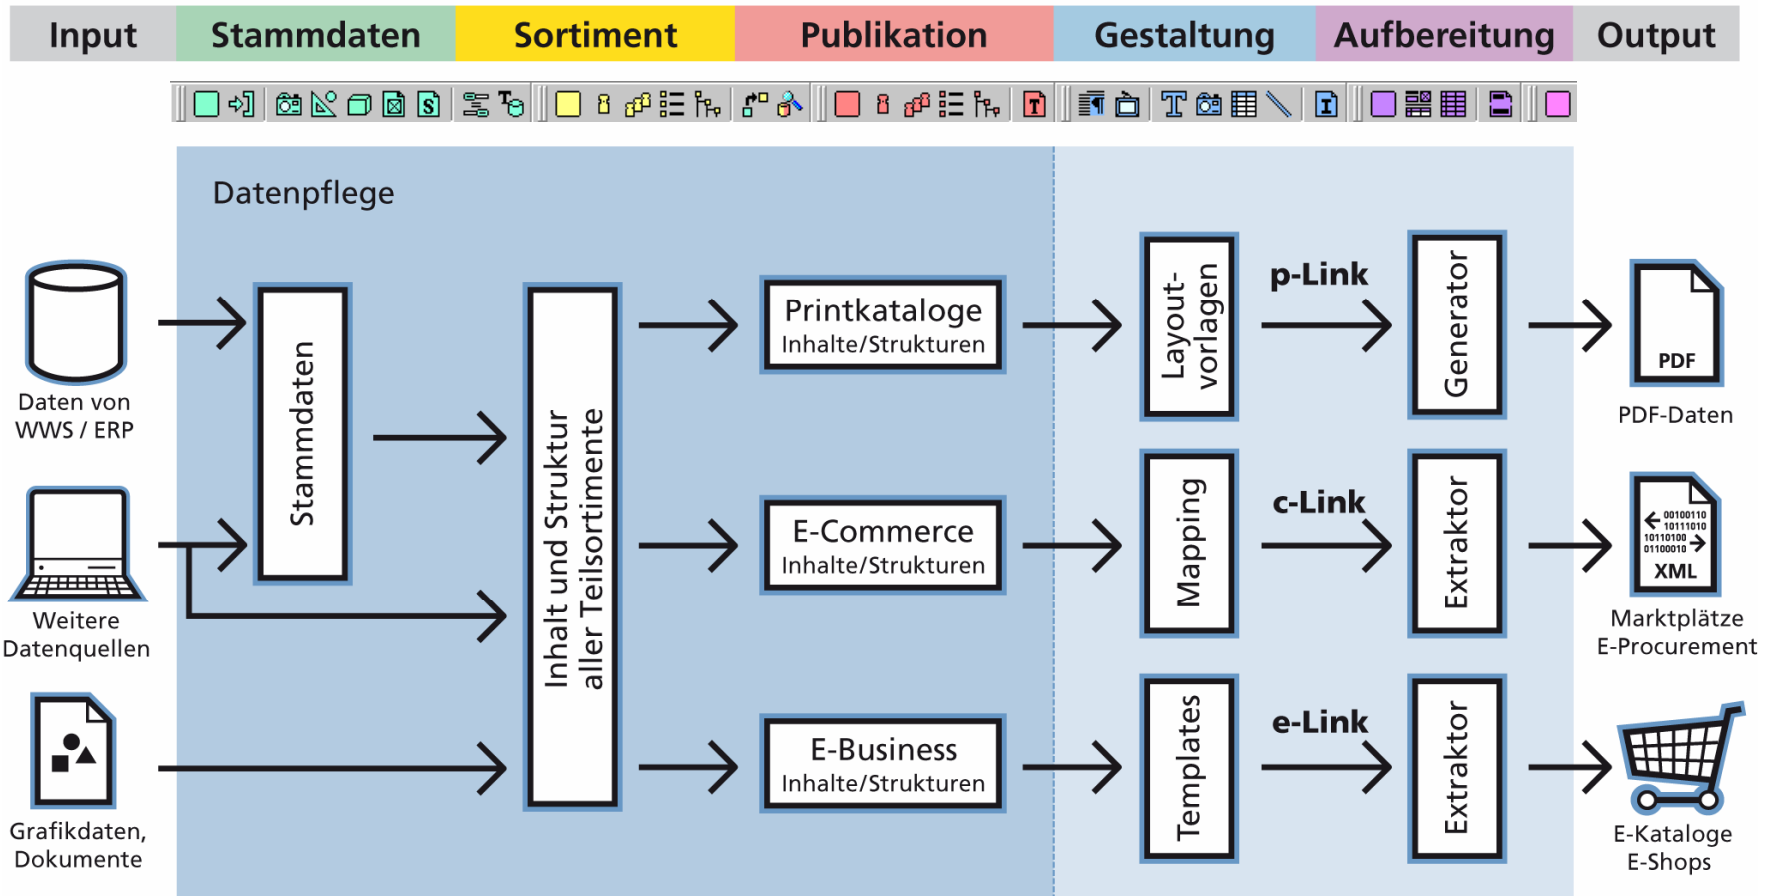 Input
Stammdaten
Sortiment
Publikation
Gestaltung
Aufbereitung
Output
T
S
T
T
I
Datenpflege
Daten von
WWS / ERP
Weitere
Datenquellen
Grafikdaten,
Dokumente
Stammdaten
Inhalt und Struktur
aller Teilsortimente
Printkataloge
Inhalte/Strukturen
E-Commerce
Inhalte/Strukturen
E-Business
Inhalte/Strukturen
Layout-
vorlagen
p-Link
Generator
PDF
PDF-Daten
Mapping
c-Link
Extraktor
00100110
10111010
10110100
01100010
XML
Marktplätze
E-Procurement
Templates
e-Link
Extraktor
E-Kataloge
E-Shops